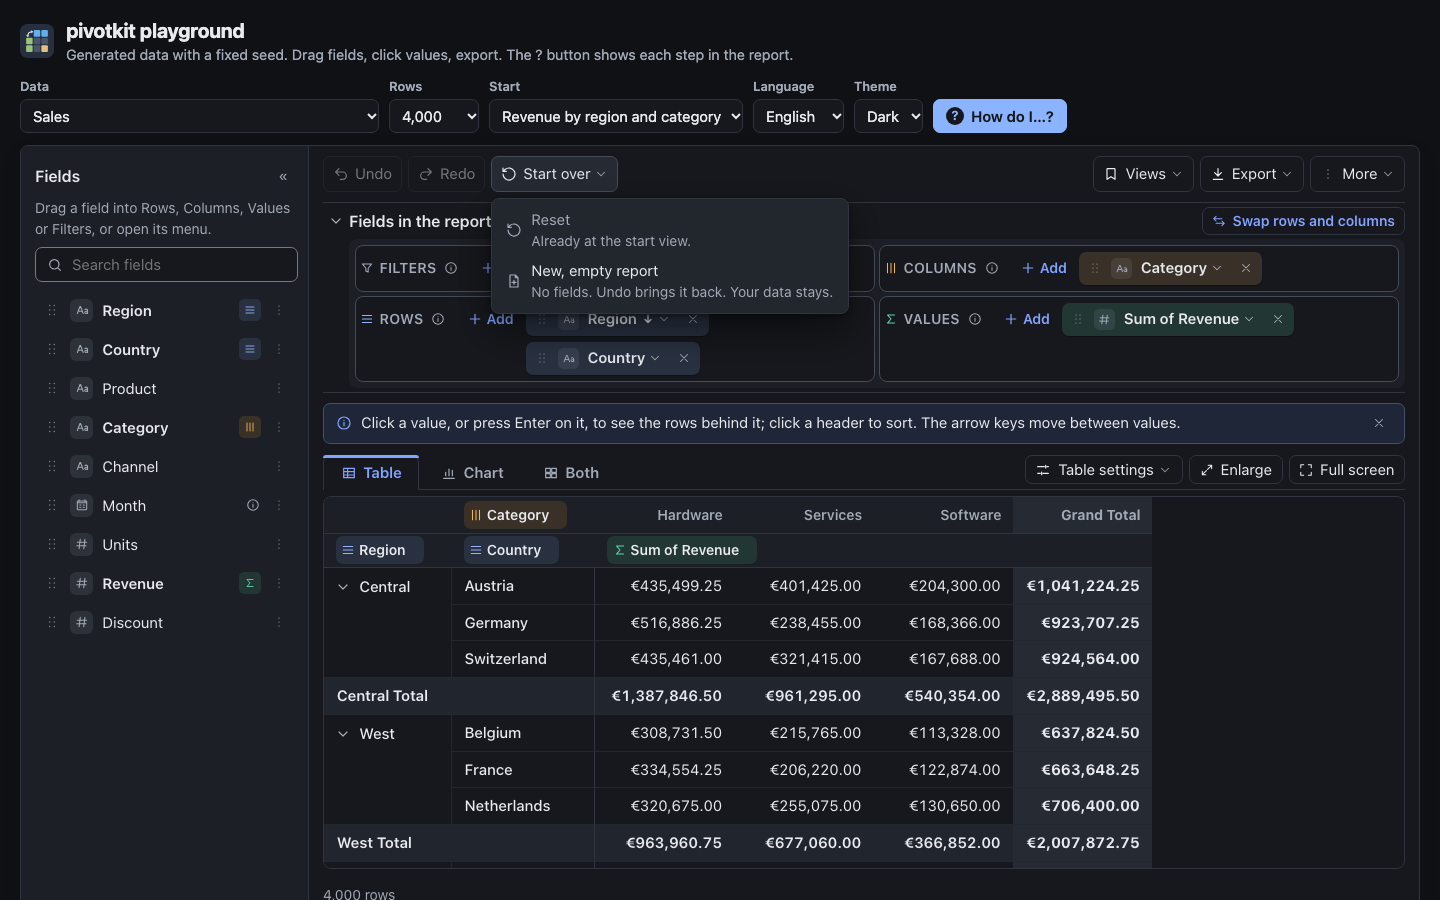 pivotkit playground
Generated data with a fixed seed. Drag fields, click values, export. The ? button shows each step in the report.
Data
Rows
Start
Language
Theme
Sales
4,000
Revenue by region and category
English
Dark
? How do I...?
Fields
«
Drag a field into Rows, Columns, Values
or Filters, or open its menu.
Search fields
Aa Region
Aa Country
Aa Product
Aa Category
Aa Channel
Month
# Units
# Revenue Σ
# Discount
Undo
Redo
Start over
Views
Export
More
Reset
Already at the start view.
New, empty report
No fields. Undo brings it back. Your data stays.
Fields in the report
Swap rows and columns
FILTERS
COLUMNS
+ Add
Aa Category
ROWS
+ Add
Aa Region ↓
Aa Country
Σ VALUES
+ Add
# Sum of Revenue
Click a value, or press Enter on it, to see the rows behind it; click a header to sort. The arrow keys move between values.
Table
Chart
Both
Table settings
Enlarge
Full screen
Category Hardware Services Software Grand Total
Region Country Σ Sum of Revenue
Central Austria €435,499.25 €401,425.00 €204,300.00 €1,041,224.25
Germany €516,886.25 €238,455.00 €168,366.00 €923,707.25
Switzerland €435,461.00 €321,415.00 €167,688.00 €924,564.00
Central Total €1,387,846.50 €961,295.00 €540,354.00 €2,889,495.50
West Belgium €308,731.50 €215,765.00 €113,328.00 €637,824.50
France €334,554.25 €206,220.00 €122,874.00 €663,648.25
Netherlands €320,675.00 €255,075.00 €130,650.00 €706,400.00
West Total €963,960.75 €677,060.00 €366,852.00 €2,007,872.75
4,000 rows